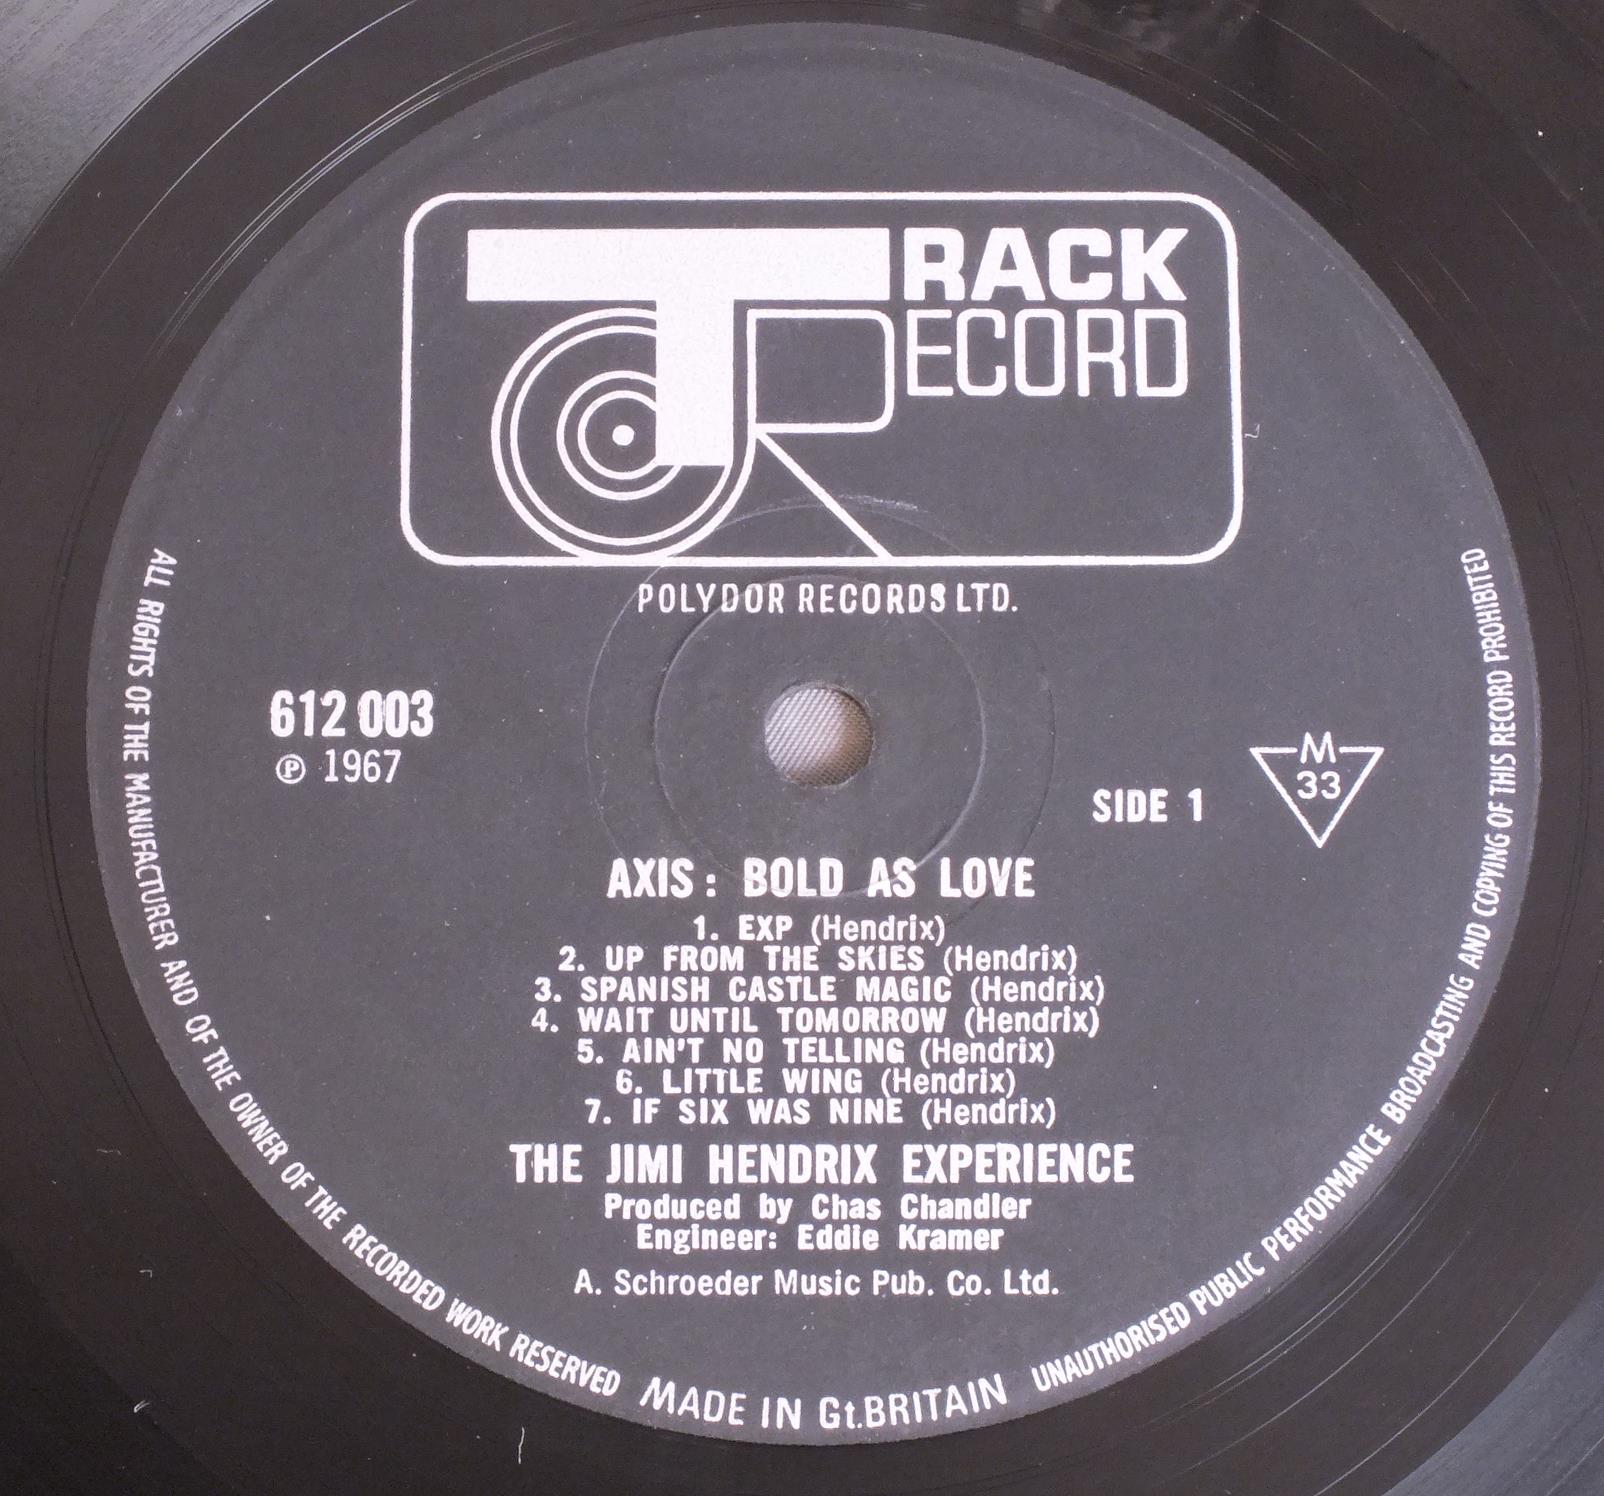 TRACK
RECORD
POLYDOR RECORDS LTD.
612 003
℗ 1967
SIDE 1
M
33
AXIS : BOLD AS LOVE
1. EXP (Hendrix)
2. UP FROM THE SKIES (Hendrix)
3. SPANISH CASTLE MAGIC (Hendrix)
4. WAIT UNTIL TOMORROW (Hendrix)
5. AIN'T NO TELLING (Hendrix)
6. LITTLE WING (Hendrix)
7. IF SIX WAS NINE (Hendrix)
THE JIMI HENDRIX EXPERIENCE
Produced by Chas Chandler
Engineer: Eddie Kramer
A. Schroeder Music Pub. Co. Ltd.
ALL RIGHTS OF THE MANUFACTURER AND OF THE OWNER OF THE RECORDED WORK RESERVED MADE IN Gt.BRITAIN UNAUTHORISED PUBLIC PERFORMANCE BROADCASTING AND COPYING OF THIS RECORD PROHIBITED